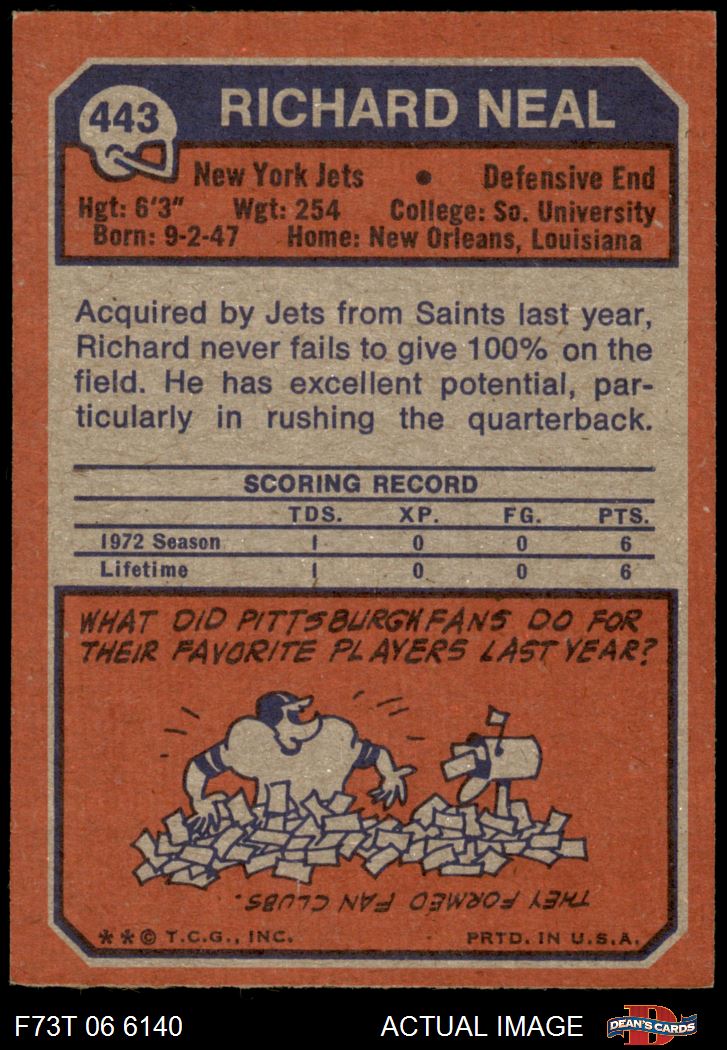 443
RICHARD NEAL
New York Jets • Defensive End
Hgt: 6'3" Wgt: 254 College: So. University
Born: 9-2-47 Home: New Orleans, Louisiana
Acquired by Jets from Saints last year,
Richard never fails to give 100% on the
field. He has excellent potential, par-
ticularly in rushing the quarterback.
SCORING RECORD
TDS. XP. FG. PTS.
1972 Season 1 0 0 6
Lifetime 1 0 0 6
WHAT DID PITTSBURGH FANS DO FOR
THEIR FAVORITE PLAYERS LAST YEAR?
THEY FORMED FAN CLUBS.
**© T.C.G., INC. PRTD. IN U.S.A.
F73T 06 6140 ACTUAL IMAGE DEAN'S CARDS